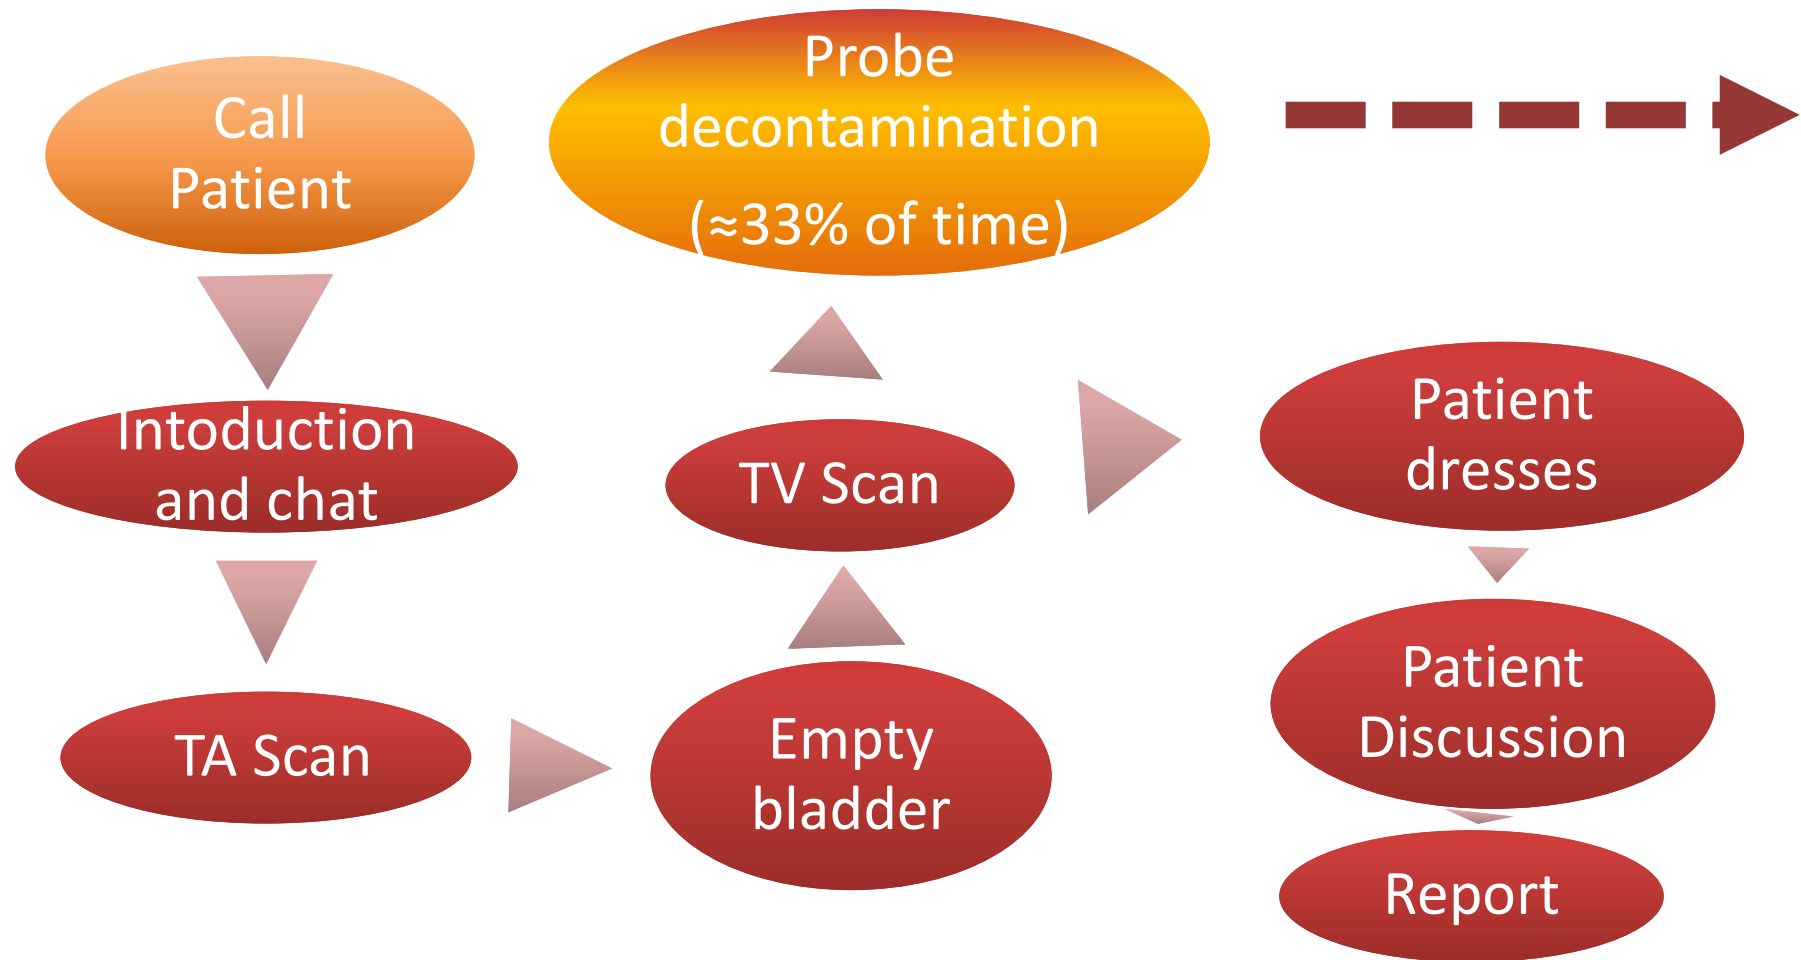 Call
Patient
Intoduction
and chat
TA Scan
Empty
bladder
TV Scan
Probe
decontamination
(≈33% of time)
Patient
dresses
Patient
Discussion
Report